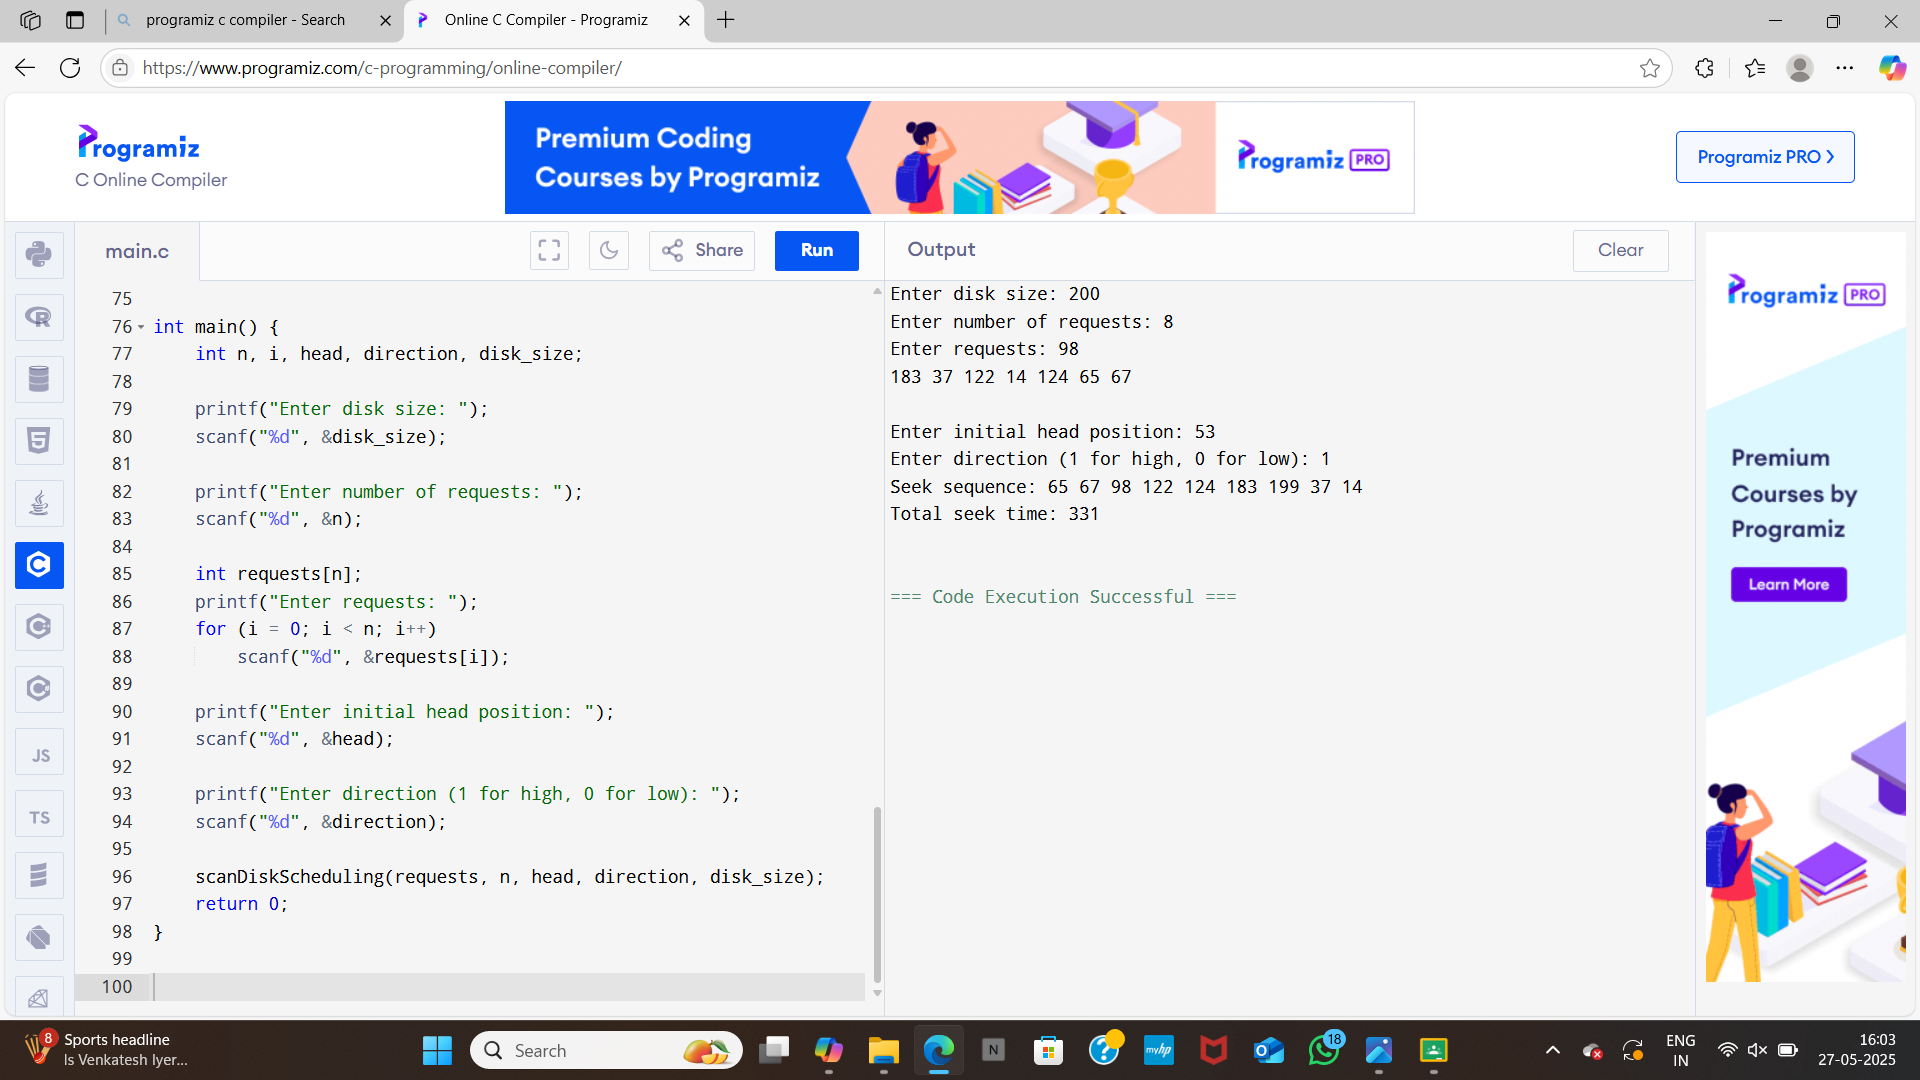 programiz c compiler - Search
Online C Compiler - Programiz
https://www.programiz.com/c-programming/online-compiler/
Programiz
C Online Compiler
Premium Coding
Courses by Programiz
Programiz PRO
Programiz PRO
main.c
Share
Run
Output
Clear
75
76 int main() {
77 int n, i, head, direction, disk_size;
78
79 printf("Enter disk size: ");
80 scanf("%d", &disk_size);
81
82 printf("Enter number of requests: ");
83 scanf("%d", &n);
84
85 int requests[n];
86 printf("Enter requests: ");
87 for (i = 0; i < n; i++)
88 scanf("%d", &requests[i]);
89
90 printf("Enter initial head position: ");
91 scanf("%d", &head);
92
93 printf("Enter direction (1 for high, 0 for low): ");
94 scanf("%d", &direction);
95
96 scanDiskScheduling(requests, n, head, direction, disk_size);
97 return 0;
98 }
99
100
Enter disk size: 200
Enter number of requests: 8
Enter requests: 98
183 37 122 14 124 65 67
Enter initial head position: 53
Enter direction (1 for high, 0 for low): 1
Seek sequence: 65 67 98 122 124 183 199 37 14
Total seek time: 331
=== Code Execution Successful ===
Programiz PRO
Premium
Courses by
Programiz
Learn More
R
5
C
C
C
JS
TS
8
Sports headline
Is Venkatesh Iyer...
Search
N
myhp
18
ENG
IN
16:03
27-05-2025